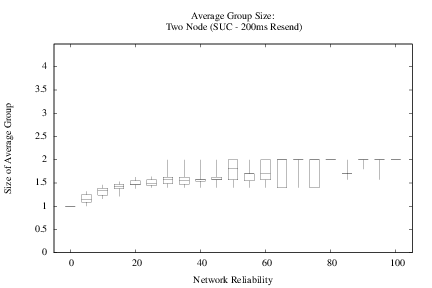 Average Group Size:
Two Node (SUC - 200ms Resend)
Size of Average Group
4
3.5
3
2.5
2
1.5
1
0.5
0
0 20 40 60 80 100
Network Reliability